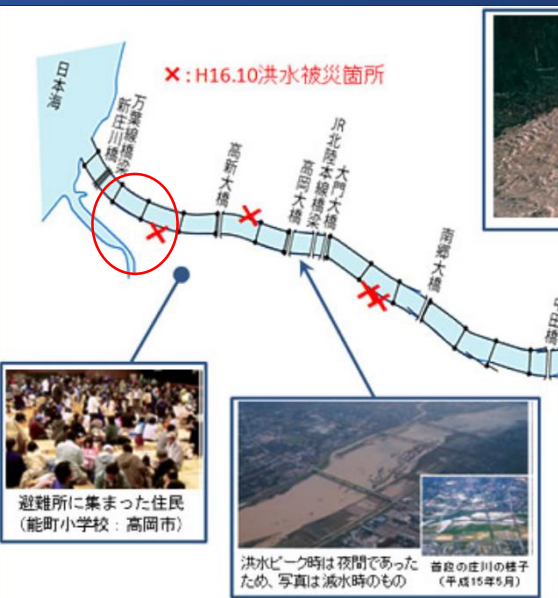 ×:H16.10洪水被災箇所
日本海
万葉線橋梁
新庄川橋
高新大橋
JR北陸本線橋梁
高岡大橋
大門大橋
南郷大橋
避難所に集まった住民
(能町小学校:高岡市)
洪水ピーク時は夜間であった
ため、写真は減水時のもの
普段の庄川の様子
(平成15年5月)